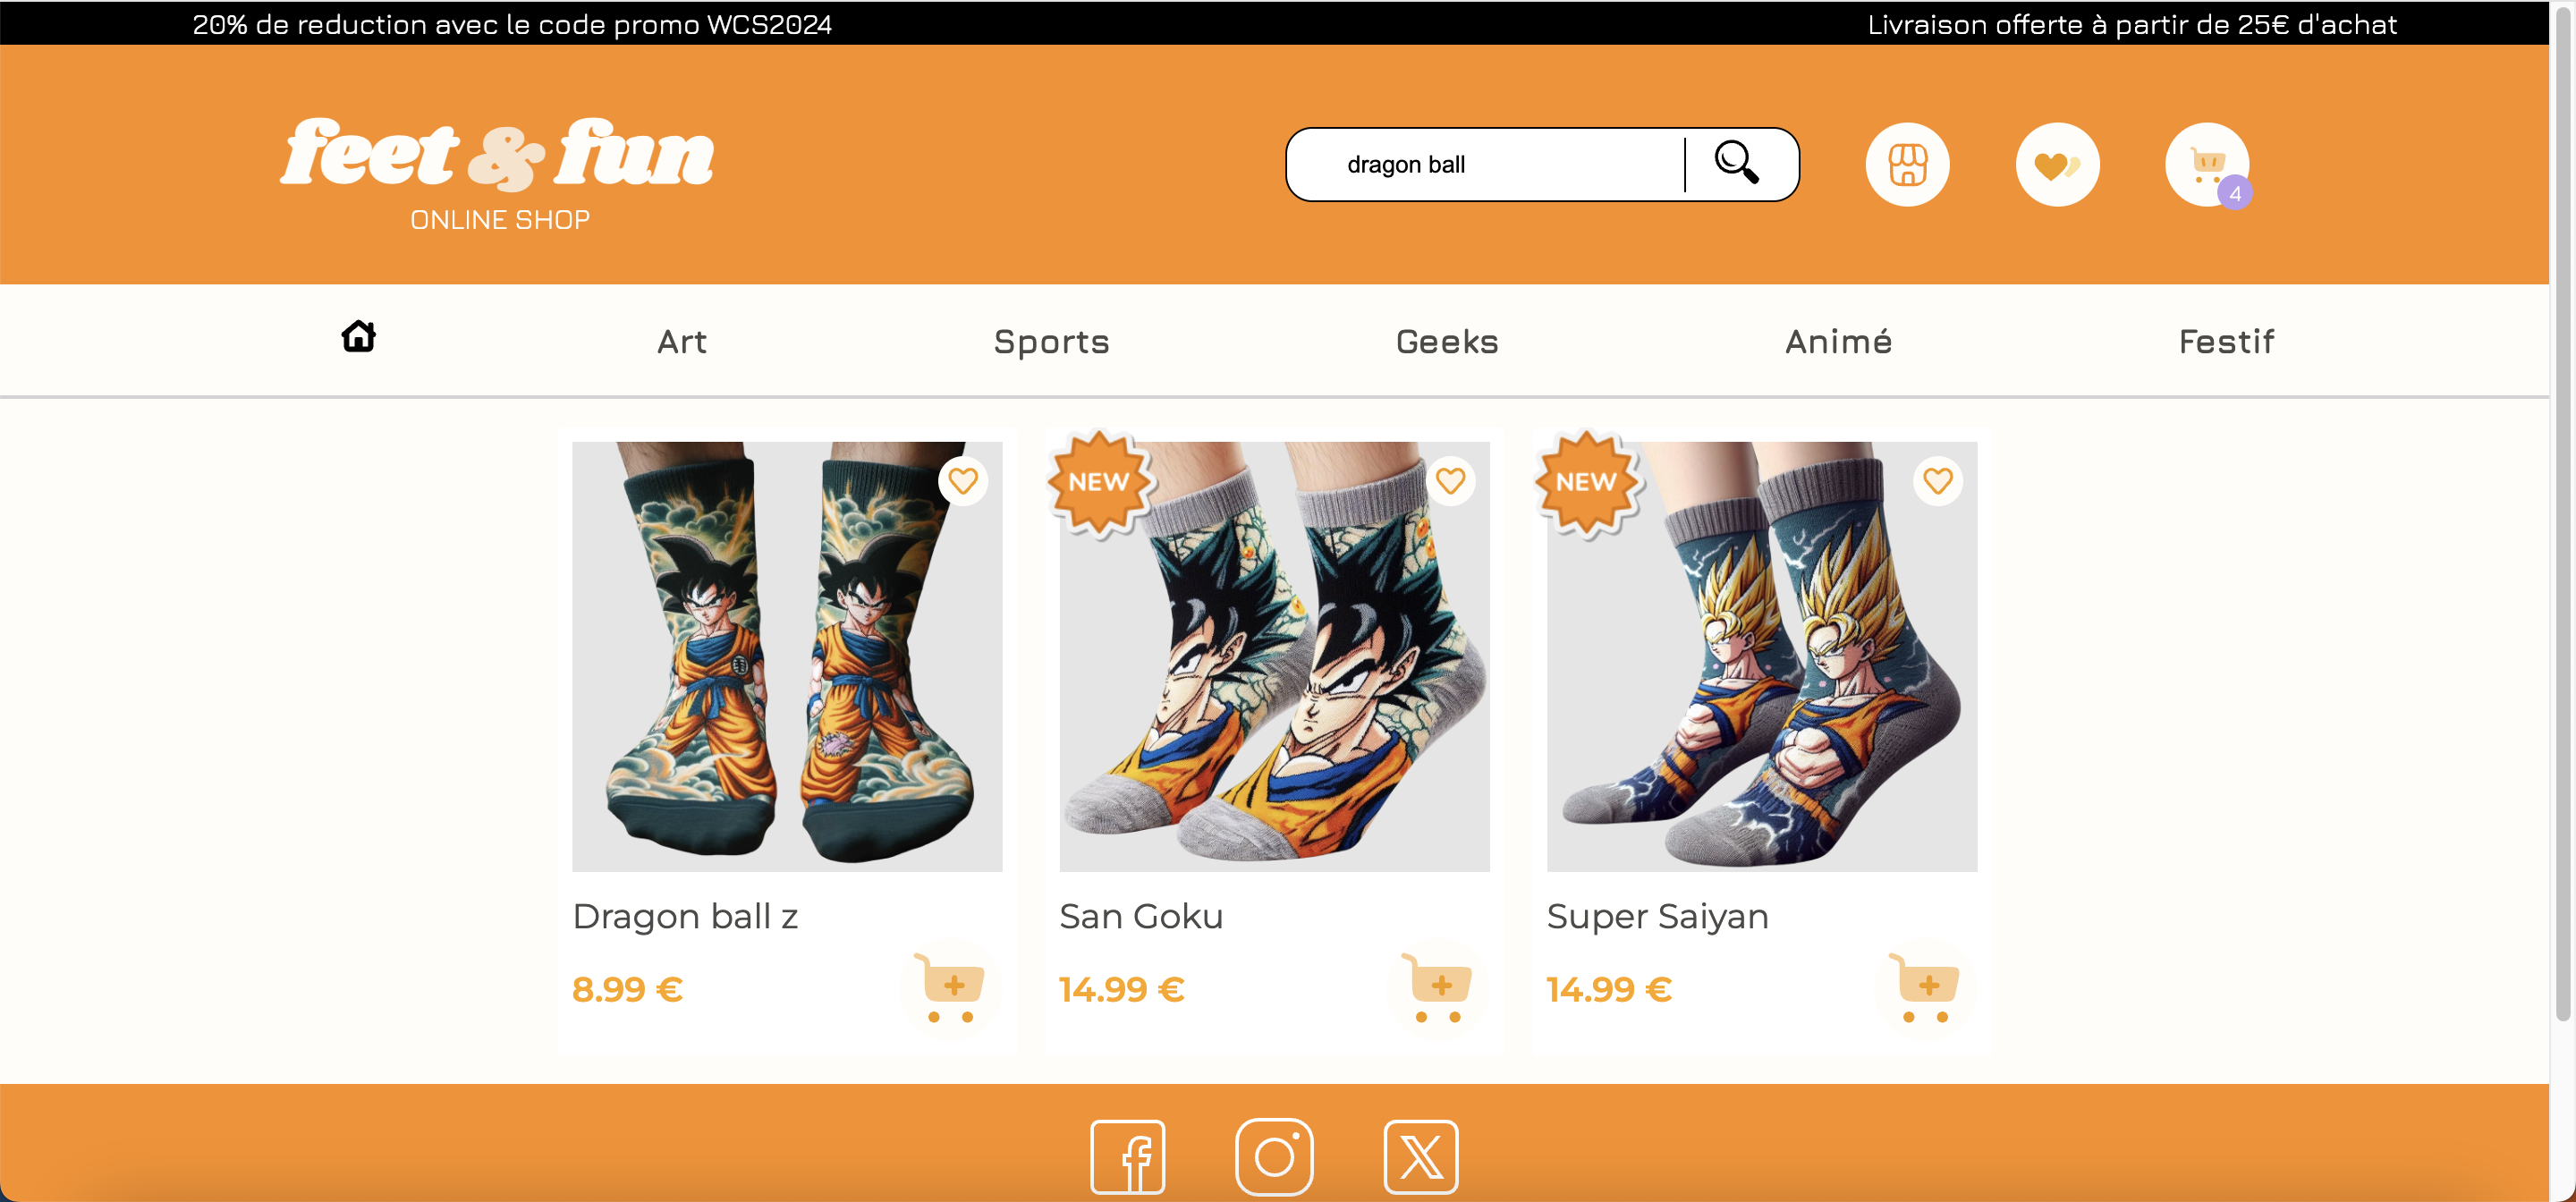 20% de reduction avec le code promo WCS2024
Livraison offerte à partir de 25€ d'achat
feet & fun
ONLINE SHOP
dragon ball
4
Art
Sports
Geeks
Animé
Festif
NEW
NEW
Dragon ball z
San Goku
Super Saiyan
8.99 €
14.99 €
14.99 €